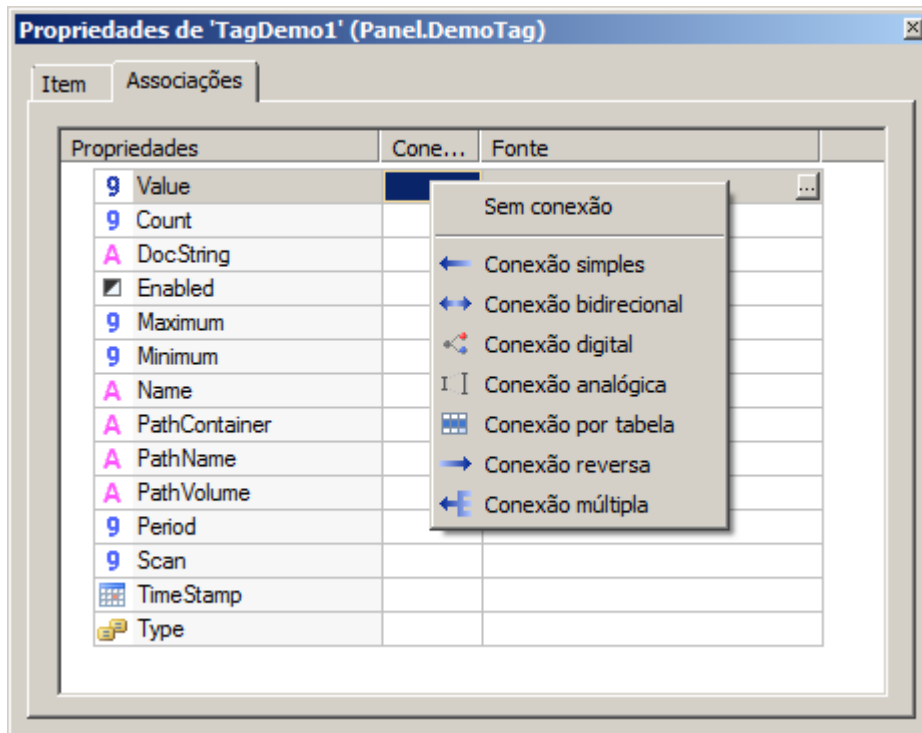 Propriedades de 'TagDemo1' (Panel.DemoTag)
Item Associações
Propriedades Cone... Fonte
Value ...
Count
DocString
Enabled
Maximum
Minimum
Name
PathContainer
PathName
PathVolume
Period
Scan
TimeStamp
Type
Sem conexão
Conexão simples
Conexão bidirecional
Conexão digital
Conexão analógica
Conexão por tabela
Conexão reversa
Conexão múltipla